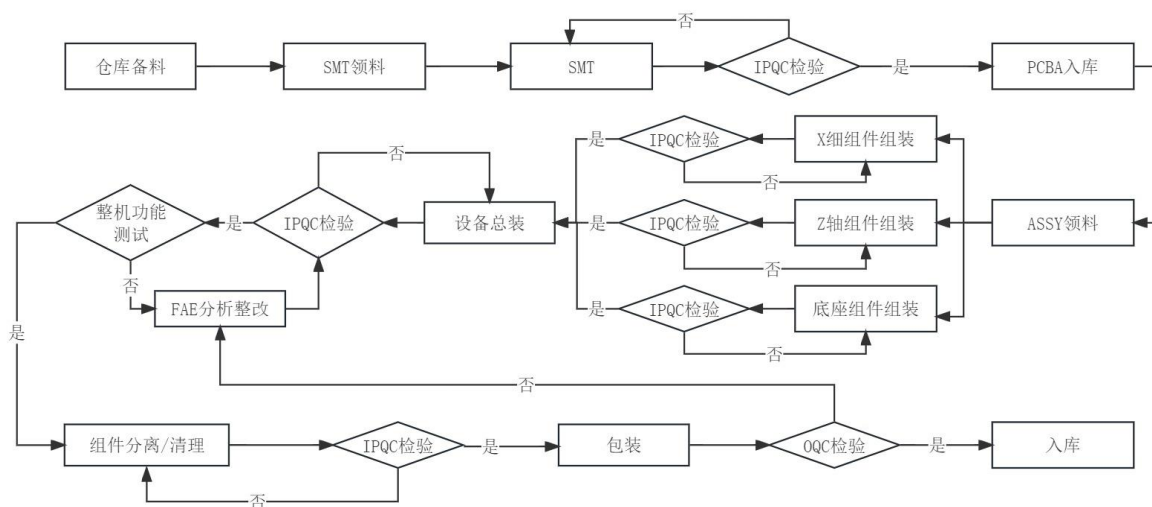 仓库备料
SMT领料
SMT
否
IPQC检验
是
PCBA入库
ASSY领料
X细组件组装
IPQC检验
是
否
Z轴组件组装
IPQC检验
是
否
底座组件组装
IPQC检验
是
否
设备总装
IPQC检验
否
是
整机功能
测试
否
FAE分析整改
是
组件分离/清理
IPQC检验
否
是
包装
OQC检验
否
是
入库